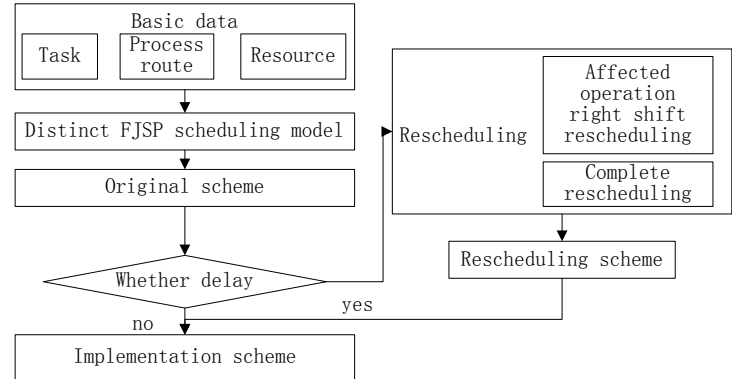 Basic data
Task
Process
route
Resource
Distinct FJSP scheduling model
Original scheme
Whether delay
yes
no
Implementation scheme
Rescheduling
Affected
operation
right shift
rescheduling
Complete
rescheduling
Rescheduling scheme